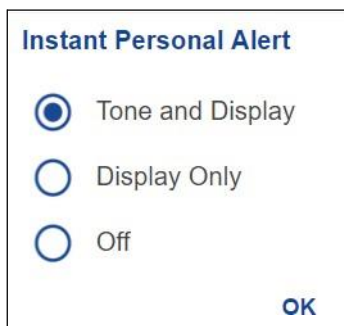 Instant Personal Alert
Tone and Display
Display Only
Off
OK